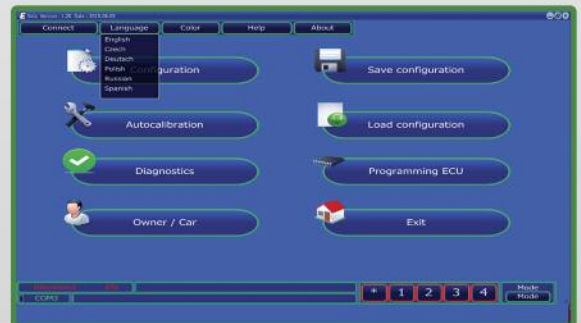 Connect Language Color Help About
English
Czech
Deutsch
Polish
Russian
Spanish
Configuration Save configuration
Autocalibration Load configuration
Diagnostics Programming ECU
Owner / Car Exit
* 1 2 3 4 Mode
COM3 Mode